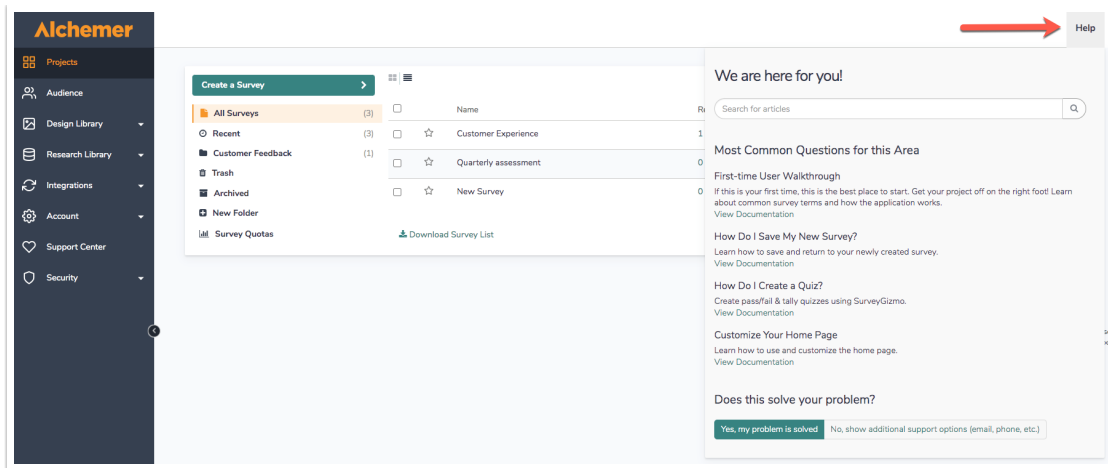 Alchemer
Help
Projects
Audience
Design Library
Research Library
Integrations
Account
Support Center
Security
Create a Survey
All Surveys (3)
Recent (3)
Customer Feedback (1)
Trash
Archived
New Folder
Survey Quotas
Name
Customer Experience 1
Quarterly assessment 0
New Survey 0
Download Survey List
We are here for you!
Search for articles
Most Common Questions for this Area
First-time User Walkthrough
If this is your first time, this is the best place to start. Get your project off on the right foot! Learn
about common survey terms and how the application works.
View Documentation
How Do I Save My New Survey?
Learn how to save and return to your newly created survey.
View Documentation
How Do I Create a Quiz?
Create pass/fail & tally quizzes using SurveyGizmo.
View Documentation
Customize Your Home Page
Learn how to use and customize the home page.
View Documentation
Does this solve your problem?
Yes, my problem is solved
No, show additional support options (email, phone, etc.)